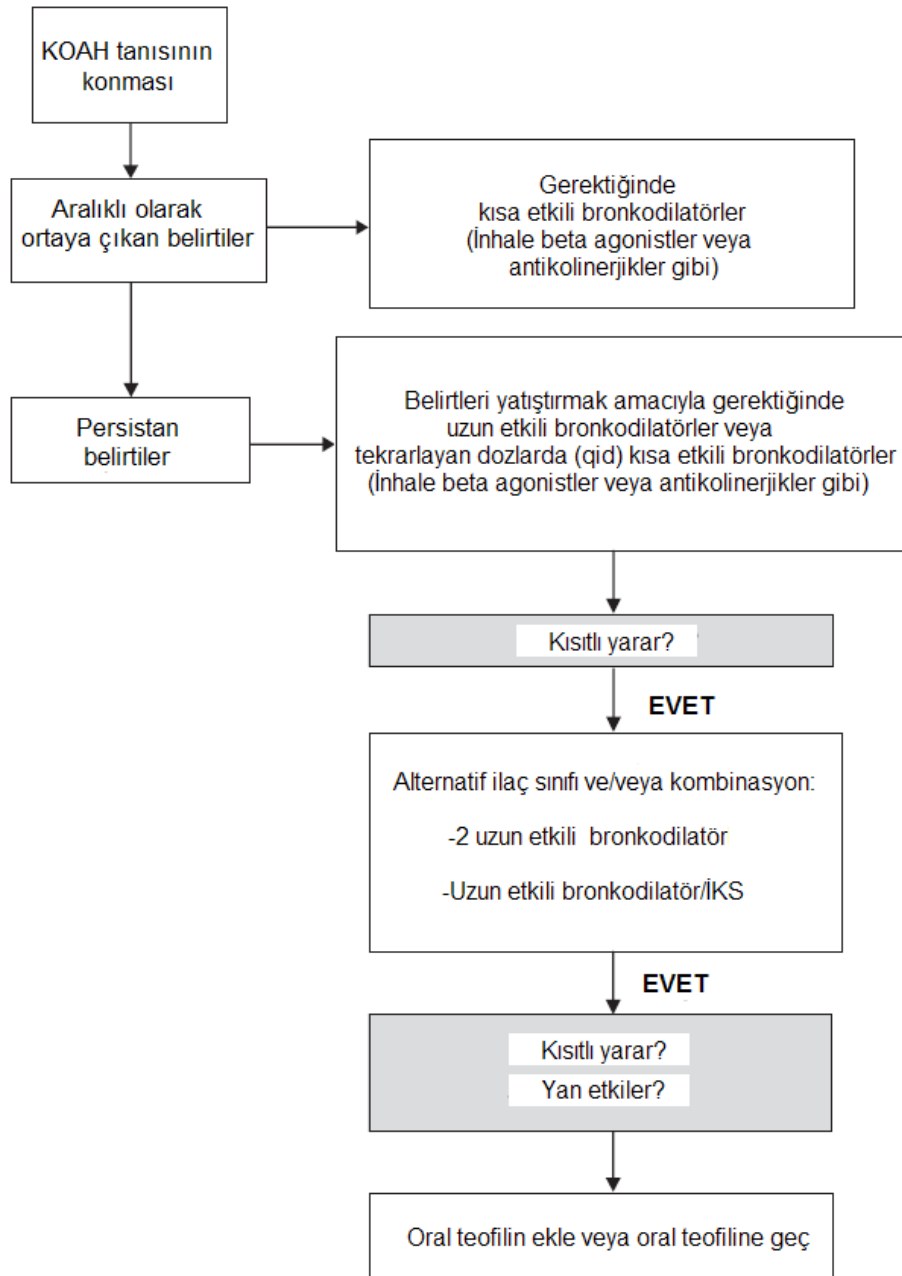 KOAH tanısının
konması
Aralıklı olarak
ortaya çıkan belirtiler
Gerektiğinde
kısa etkili bronkodilatörler
(İnhale beta agonistler veya
antikolinerjikler gibi)
Persistan
belirtiler
Belirtleri yatıştırmak amacıyla gerektiğinde
uzun etkili bronkodilatörler veya
tekrarlayan dozlarda (qid) kısa etkili bronkodilatörler
(İnhale beta agonistler veya antikolinerjikler gibi)
Kısıtlı yarar?
EVET
Alternatif ilaç sınıfı ve/veya kombinasyon:
-2 uzun etkili bronkodilatör
-Uzun etkili bronkodilatör/İKS
EVET
Kısıtlı yarar?
Yan etkiler?
Oral teofilin ekle veya oral teofiline geç